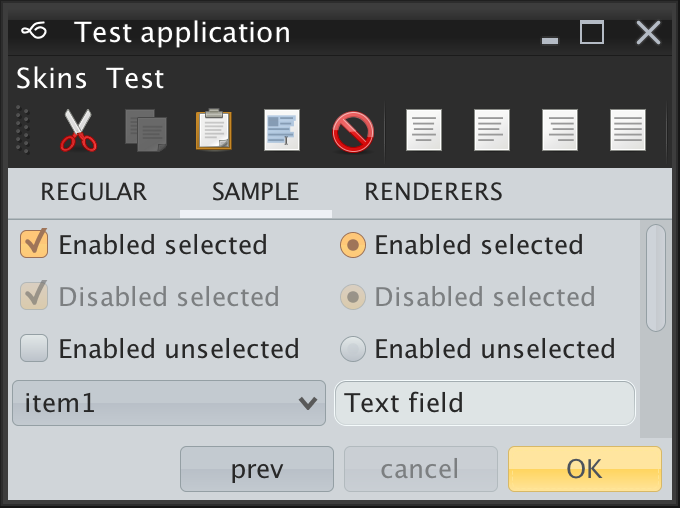 Test application
Skins Test
REGULAR SAMPLE RENDERERS
Enabled selected Enabled selected
Disabled selected Disabled selected
Enabled unselected Enabled unselected
item1 Text field
prev cancel OK